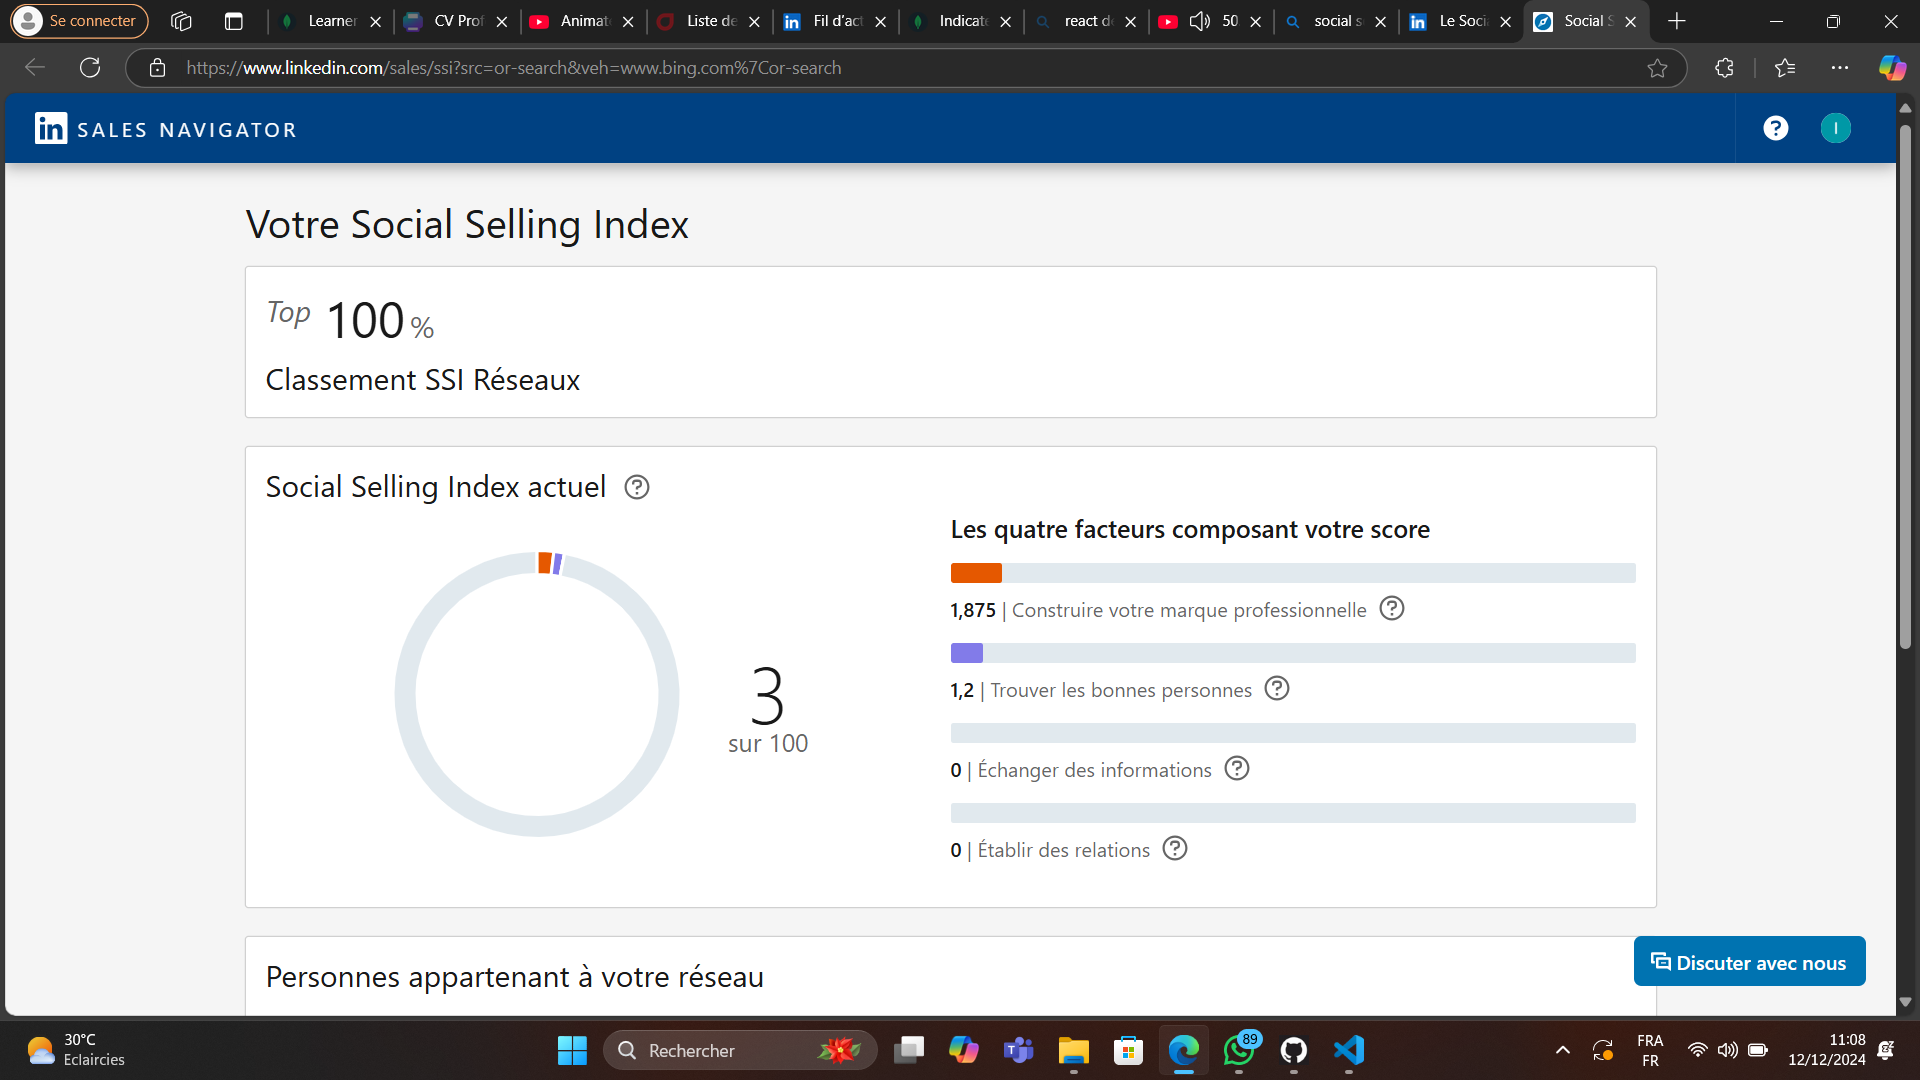 Se connecter
Learner
CV Prof
Animat
Liste de
Fil d'act
Indicat
react d
50
social s
Le Socia
Social S
https://www.linkedin.com/sales/ssi?src=or-search&veh=www.bing.com%7Cor-search
in SALES NAVIGATOR
I
Votre Social Selling Index
Top 100 %
Classement SSI Réseaux
Social Selling Index actuel
3
sur 100
Les quatre facteurs composant votre score
1,875 | Construire votre marque professionnelle
1,2 | Trouver les bonnes personnes
0 | Échanger des informations
0 | Établir des relations
Personnes appartenant à votre réseau
Discuter avec nous
30°C
Eclaircies
Rechercher
89
FRA
FR
11:08
12/12/2024